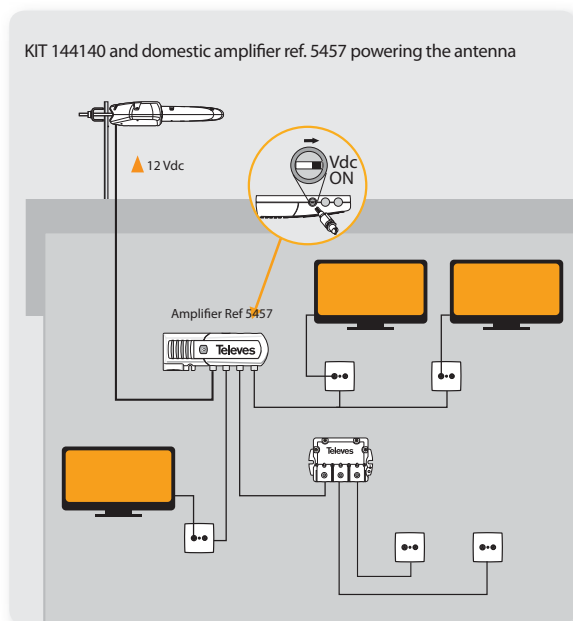 KIT 144140 and domestic amplifier ref. 5457 powering the antenna
12 Vdc
Vdc
ON
Amplifier Ref 5457
Televes
Televes